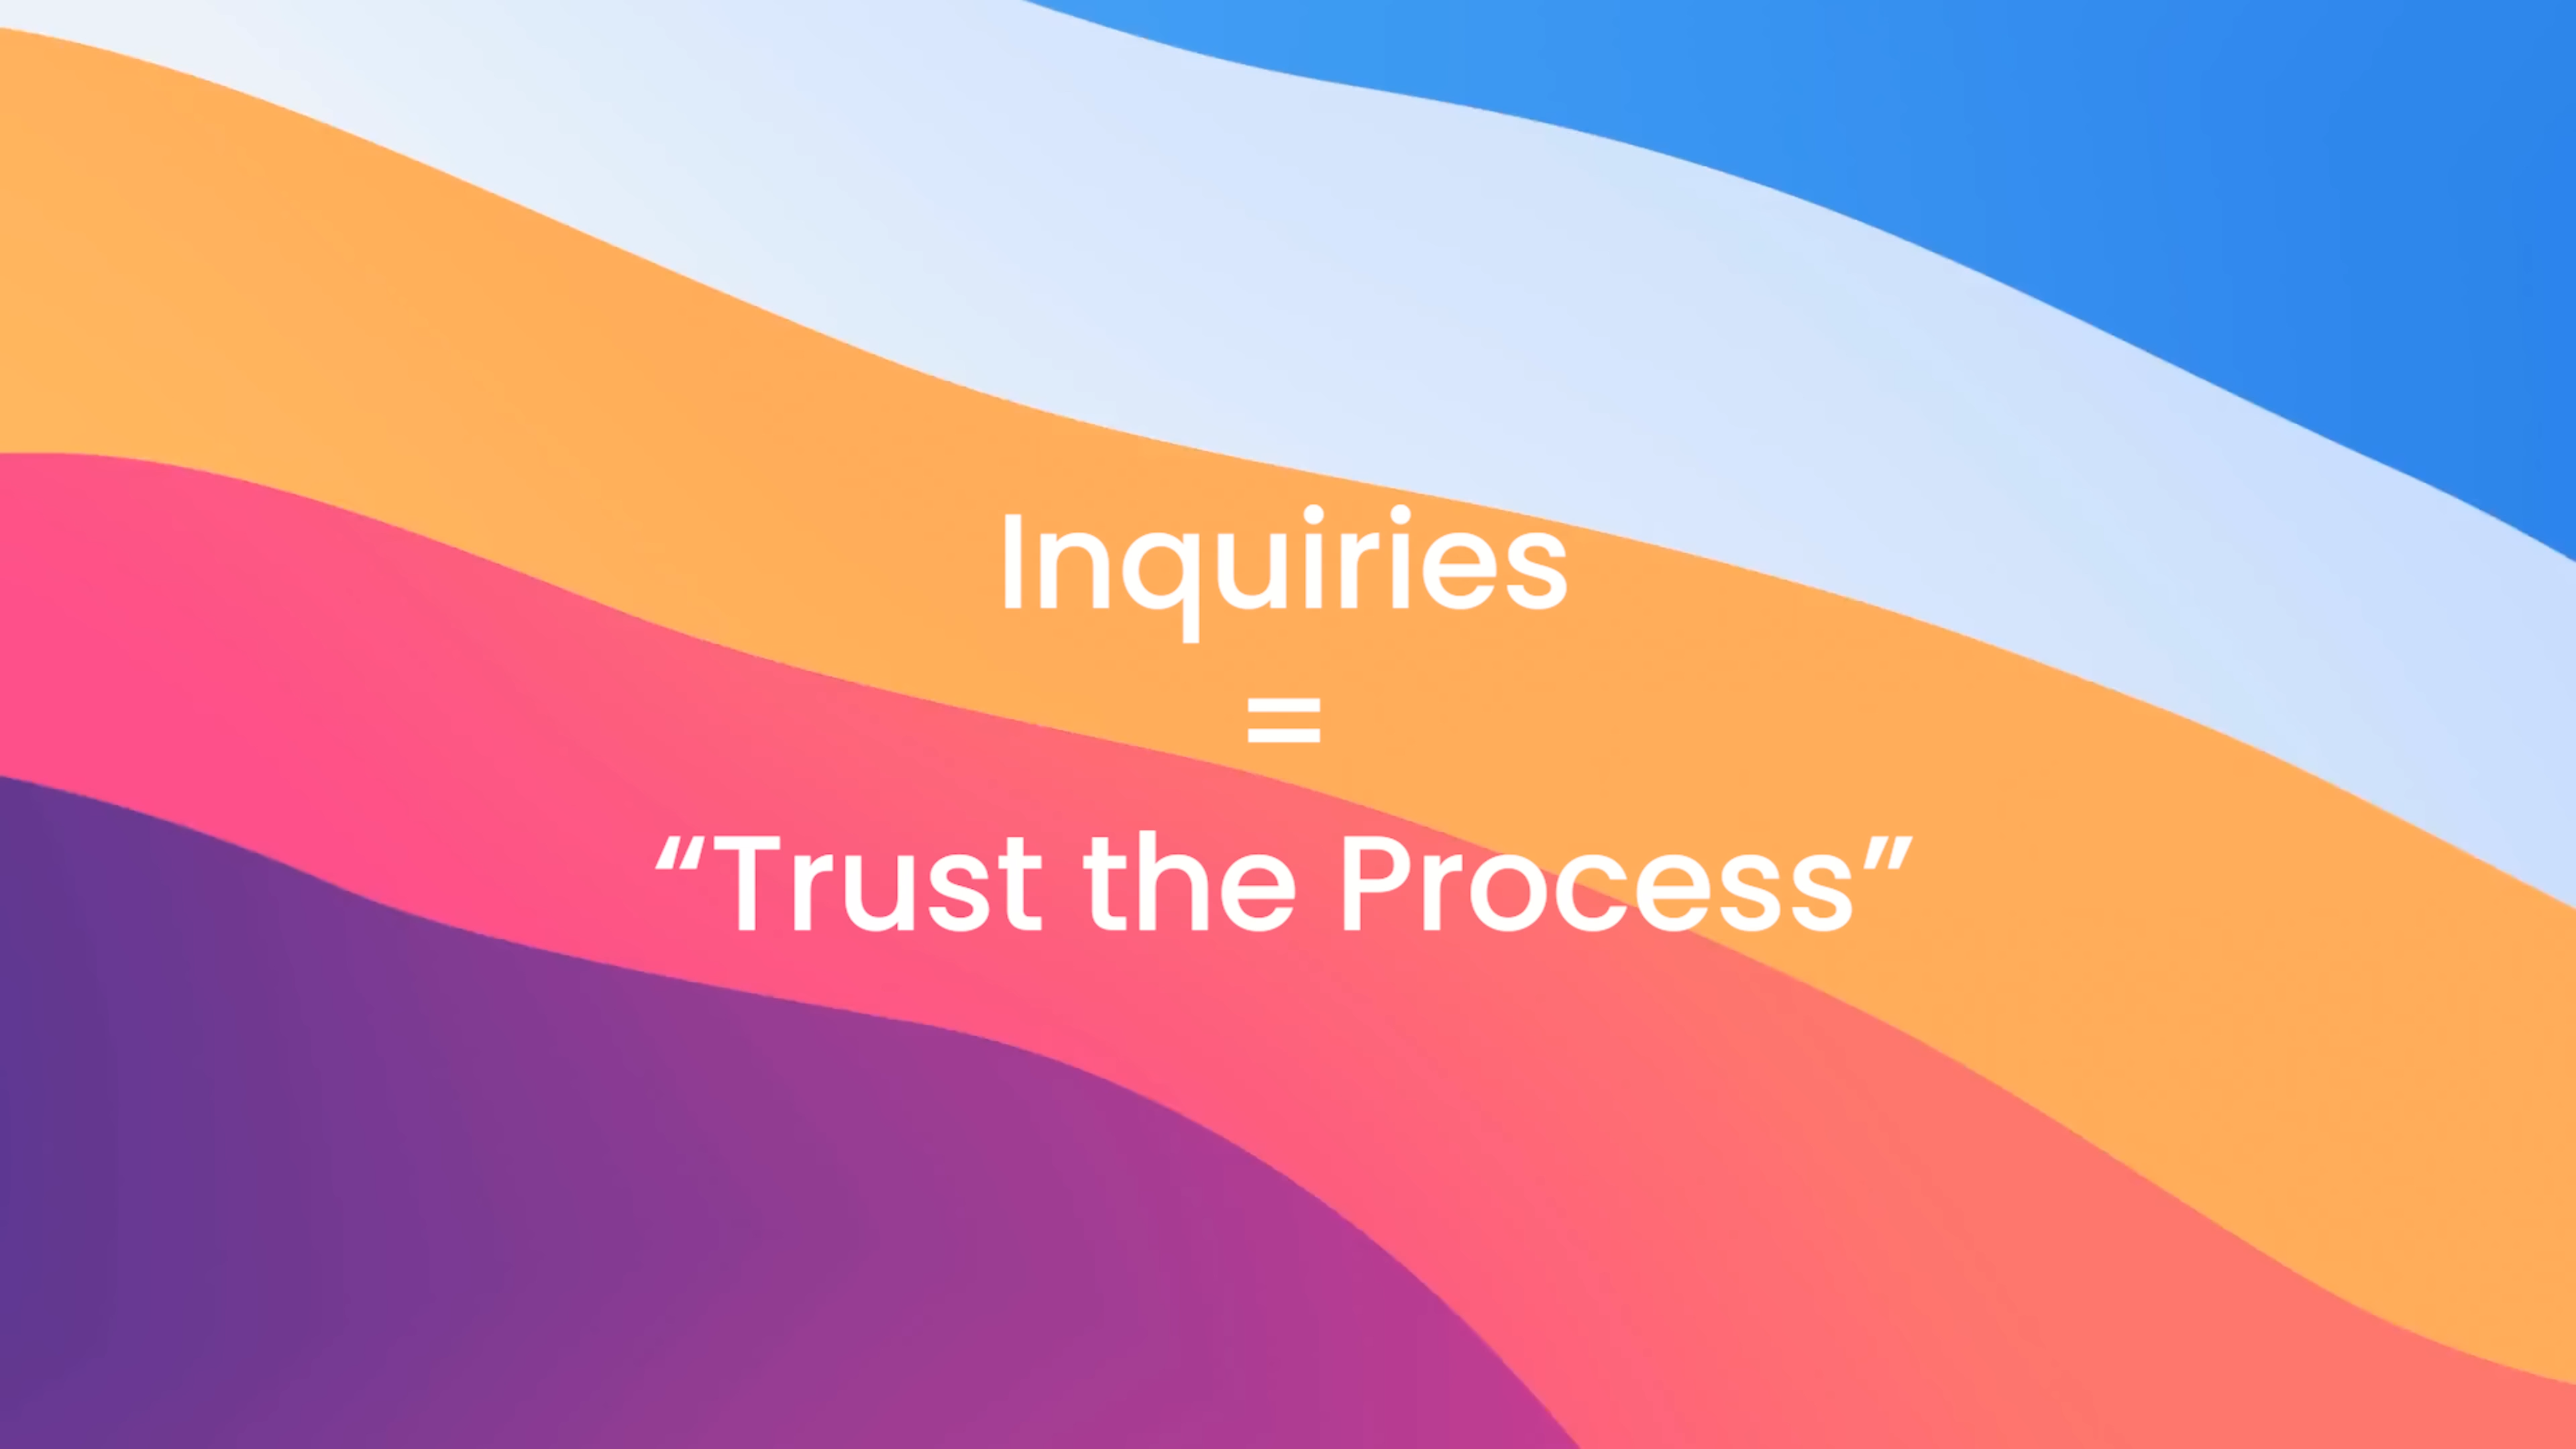 Inquiries
=
“Trust the Process”